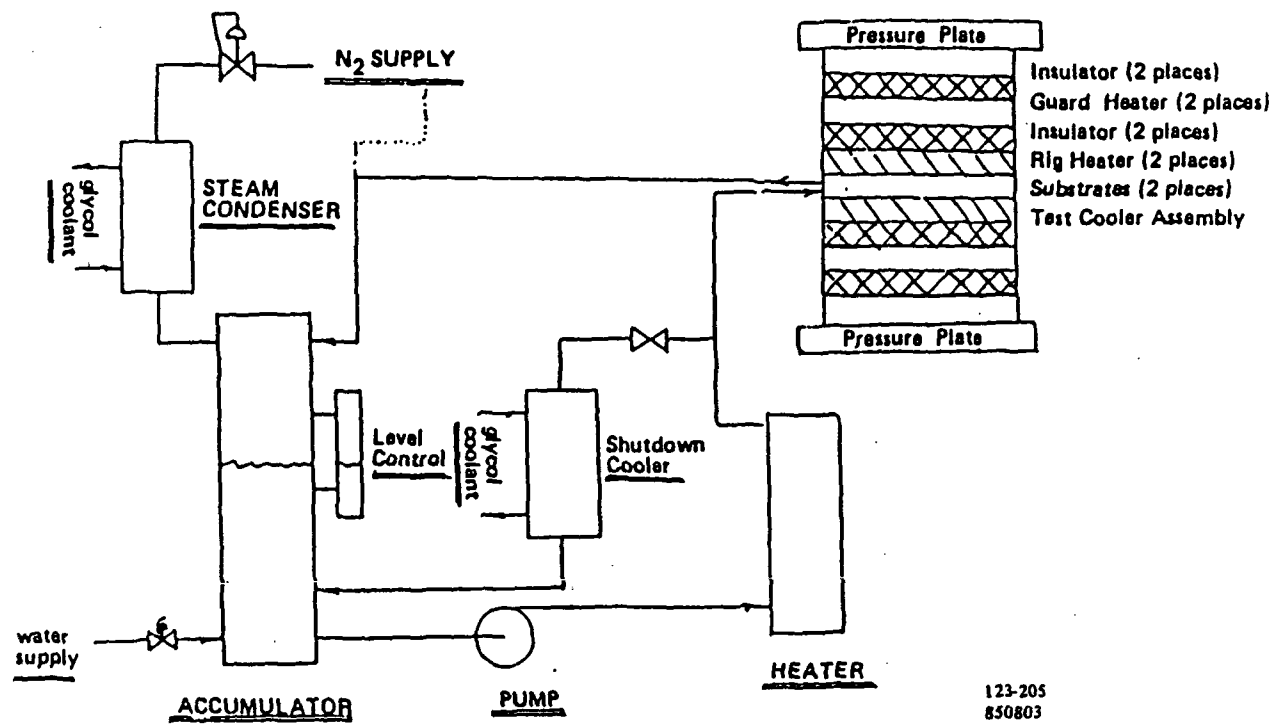 N2 SUPPLY
Pressure Plate
Insulator (2 places)
Guard Heater (2 places)
Insulator (2 places)
Rig Heater (2 places)
Substrates (2 places)
Test Cooler Assembly
Pressure Plate
glycol
coolant
STEAM
CONDENSER
Level
Control
glycol
coolant
Shutdown
Cooler
water
supply
ACCUMULATOR
PUMP
HEATER
123-205
850803